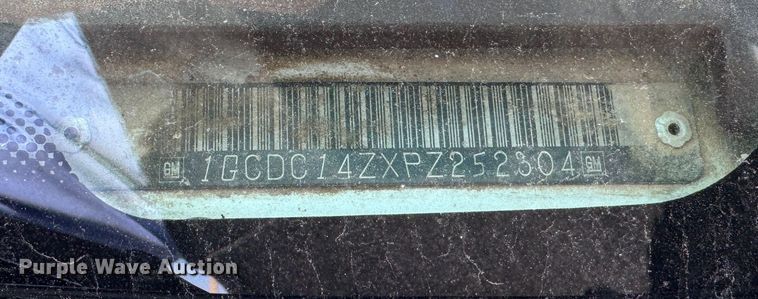 GM 1GCDC14ZXPZ252304 GM
Purple Wave Auction